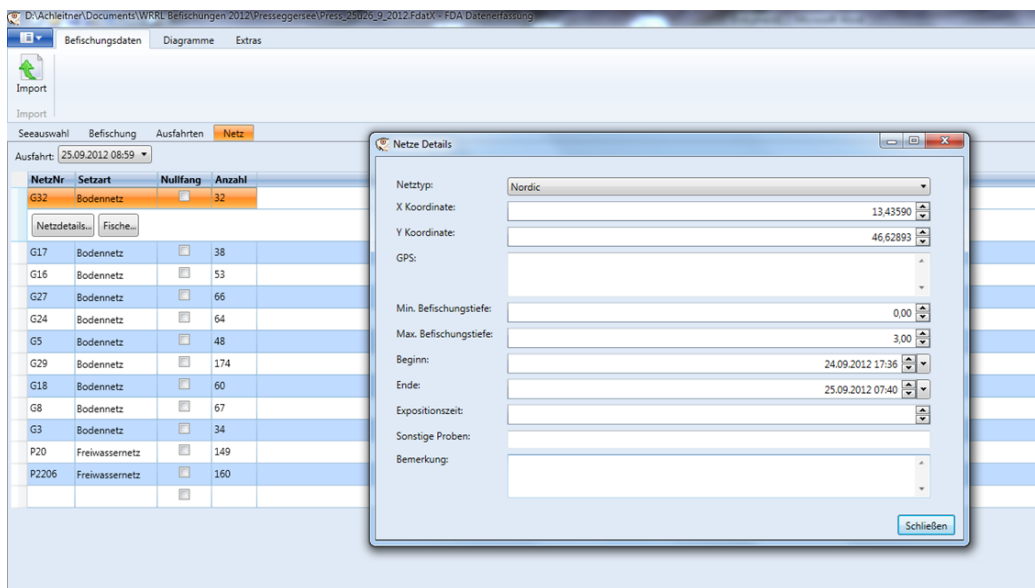 D:\Achleitner\Documents\WRRL Befischungen 2012\Presseggersee\Press_25u26_9_2012.FdatX - FDA Datenerfassung
Befischungsdaten Diagramme Extras
Import
Import
Seeauswahl Befischung Ausfahrten Netz
Ausfahrt: 25.09.2012 08:59
NetzNr Setzart Nullfang Anzahl
G32 Bodennetz 32
Netzdetails... Fische...
G17 Bodennetz 38
G16 Bodennetz 53
G27 Bodennetz 66
G24 Bodennetz 64
G5 Bodennetz 48
G29 Bodennetz 174
G18 Bodennetz 60
G8 Bodennetz 67
G3 Bodennetz 34
P20 Freiwassernetz 149
P2206 Freiwassernetz 160
Netze Details
Netztyp: Nordic
X Koordinate: 13,43590
Y Koordinate: 46,62893
GPS:
Min. Befischungstiefe: 0,00
Max. Befischungstiefe: 3,00
Beginn: 24.09.2012 17:36
Ende: 25.09.2012 07:40
Expositionszeit:
Sonstige Proben:
Bemerkung:
Schließen